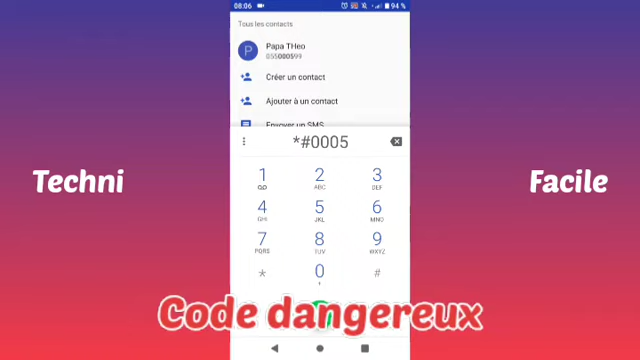 08:06
94 %
Tous les contacts
P
Papa THeo
055000599
Créer un contact
Ajouter à un contact
Envoyer un SMS
*#0005
Techni
Facile
1 2 3
ABC DEF
4 5 6
GHI JKL MNO
7 8 9
PQRS TUV WXYZ
* 0 #
+
Code dangereux